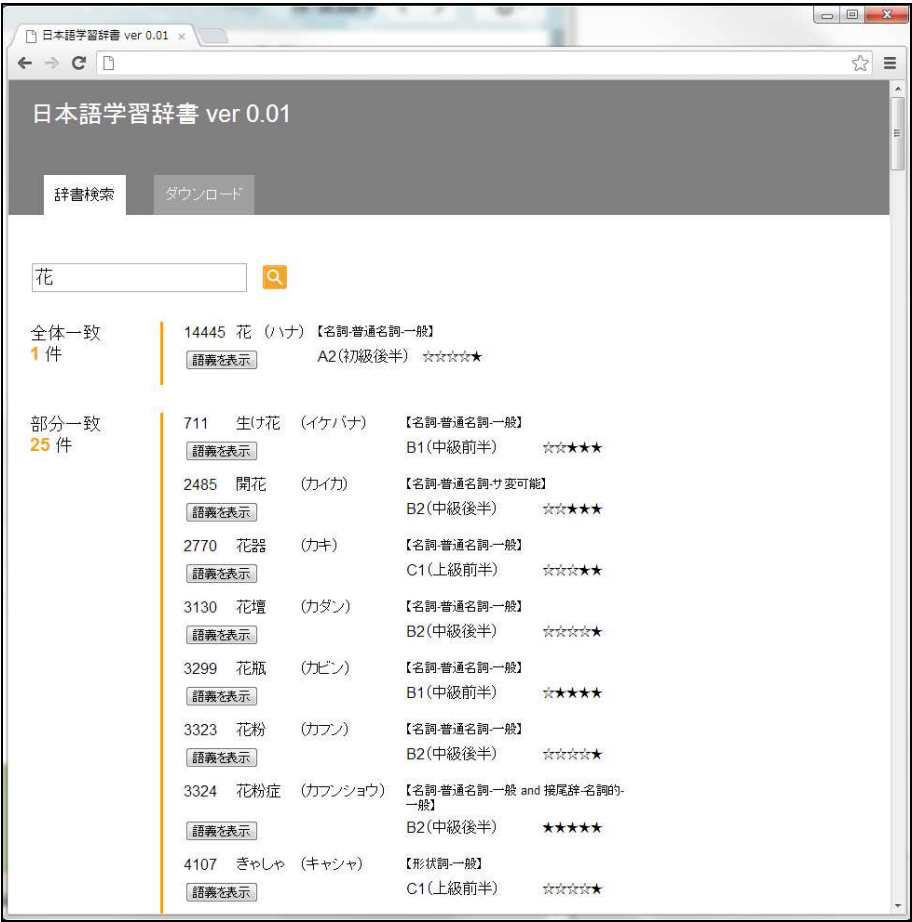 日本語学習辞書 ver 0.01 ×
日本語学習辞書 ver 0.01
辞書検索 ダウンロード
花
全体一致
1 件
14445 花 (ハナ) 【名詞-普通名詞-一般】
語義を表示 A2(初級後半) ☆☆☆☆★
部分一致
25 件
711 生け花 (イケバナ) 【名詞-普通名詞-一般】
語義を表示 B1(中級前半) ☆☆★★★
2485 開花 (カイカ) 【名詞-普通名詞-サ変可能】
語義を表示 B2(中級後半) ☆☆★★★
2770 花器 (カキ) 【名詞-普通名詞-一般】
語義を表示 C1(上級前半) ☆☆☆★★
3130 花壇 (カダン) 【名詞-普通名詞-一般】
語義を表示 B2(中級後半) ☆☆☆☆★
3299 花瓶 (カビン) 【名詞-普通名詞-一般】
語義を表示 B1(中級前半) ☆★★★★
3323 花粉 (カフン) 【名詞-普通名詞-一般】
語義を表示 B2(中級後半) ☆☆☆☆★
3324 花粉症 (カフンショウ) 【名詞-普通名詞-一般 and 接尾辞-名詞的-
一般】
語義を表示 B2(中級後半) ★★★★★
4107 きゃしゃ (キャシャ) 【形状詞-一般】
語義を表示 C1(上級前半) ☆☆☆☆★